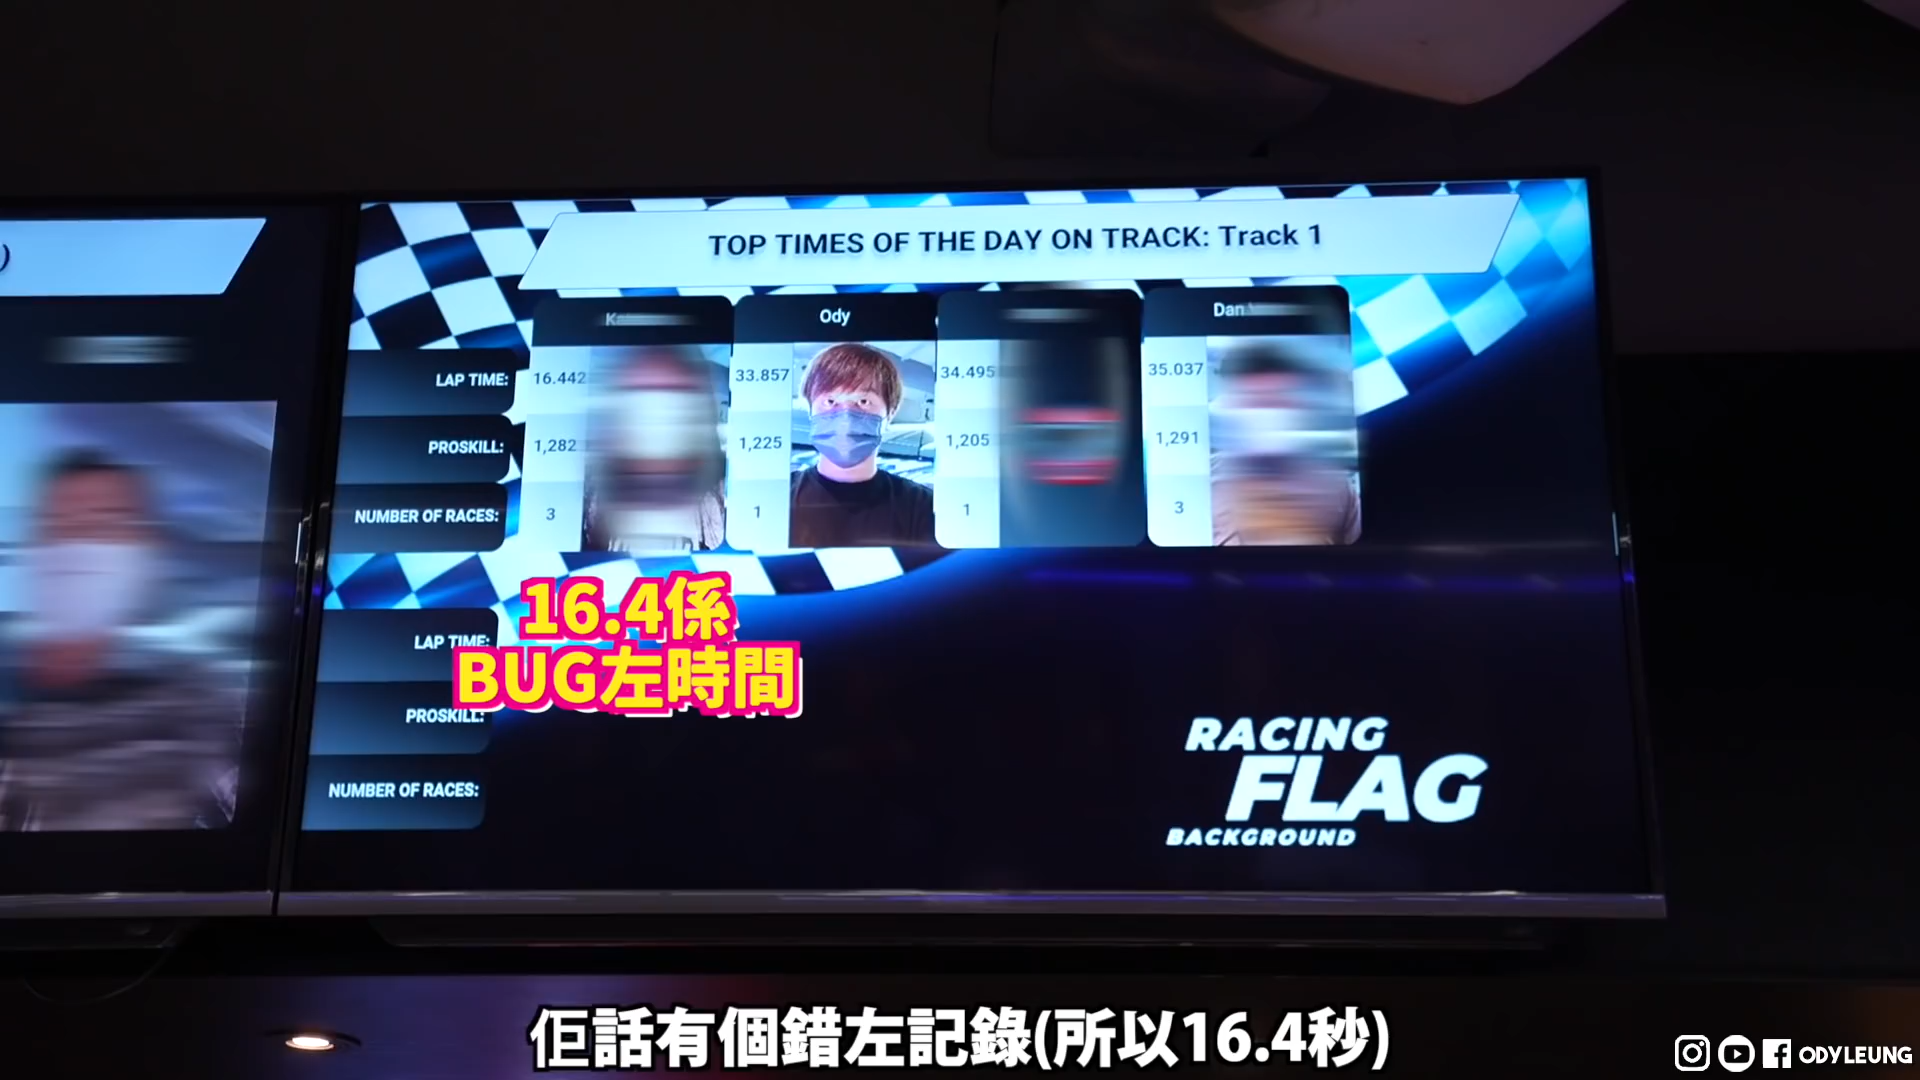 TOP TIMES OF THE DAY ON TRACK: Track 1
Ody
Dan
LAP TIME: 16.442 33.857 34.495 35.037
PROSKILL: 1,282 1,225 1,205 1,291
NUMBER OF RACES: 3 1 1 3
16.4係
BUG左時間
LAP TIME:
PROSKILL:
NUMBER OF RACES:
RACING
FLAG
BACKGROUND
佢話有個錯左記錄(所以16.4秒)
ODYLEUNG